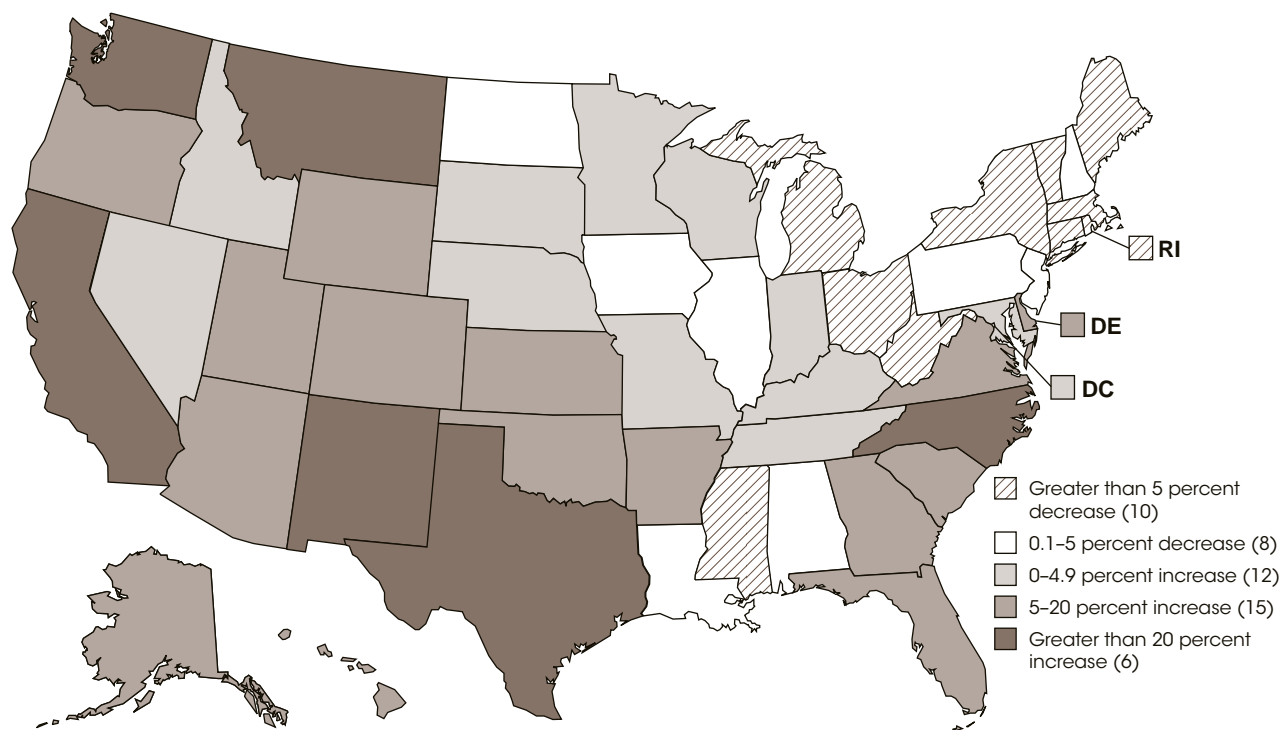 RI
DE
DC
Greater than 5 percent
decrease (10)
0.1–5 percent decrease (8)
0–4.9 percent increase (12)
5–20 percent increase (15)
Greater than 20 percent
increase (6)